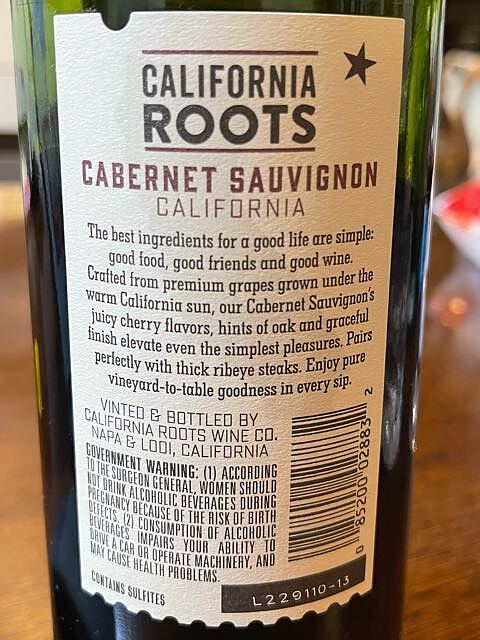 CALIFORNIA
ROOTS
CABERNET SAUVIGNON
CALIFORNIA
The best ingredients for a good life are simple:
good food, good friends and good wine.
Crafted from premium grapes grown under the
warm California sun, our Cabernet Sauvignon's
juicy cherry flavors, hints of oak and graceful
finish elevate even the simplest pleasures. Pairs
perfectly with thick ribeye steaks. Enjoy pure
vineyard-to-table goodness in every sip.
VINTED & BOTTLED BY
CALIFORNIA ROOTS WINE CO.
NAPA & LODI, CALIFORNIA
GOVERNMENT WARNING: (1) ACCORDING
TO THE SURGEON GENERAL, WOMEN SHOULD
NOT DRINK ALCOHOLIC BEVERAGES DURING
PREGNANCY BECAUSE OF THE RISK OF BIRTH
DEFECTS. (2) CONSUMPTION OF ALCOHOLIC
BEVERAGES IMPAIRS YOUR ABILITY TO
DRIVE A CAR OR OPERATE MACHINERY, AND
MAY CAUSE HEALTH PROBLEMS.
CONTAINS SULFITES
0 85200 02883 2
L229110-13